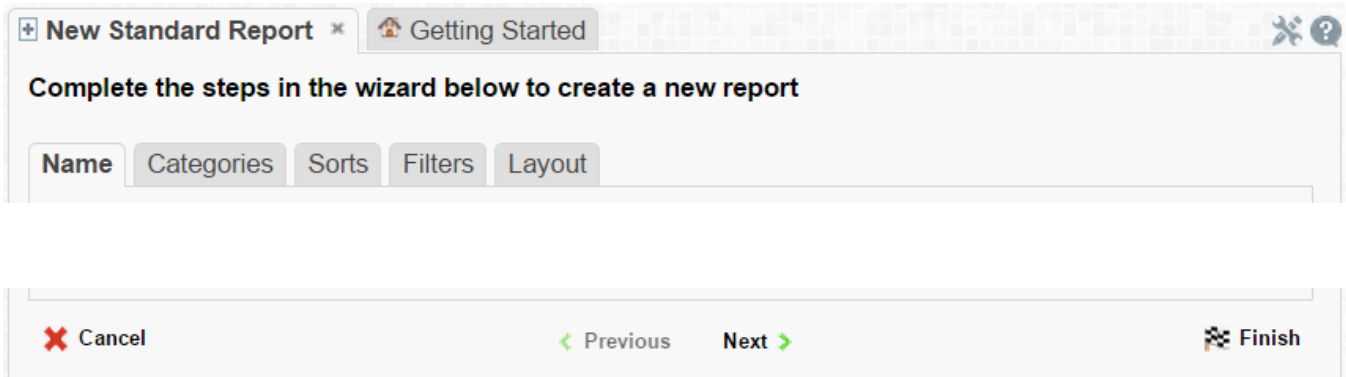 New Standard Report Getting Started
Complete the steps in the wizard below to create a new report
Name Categories Sorts Filters Layout
Cancel Previous Next Finish